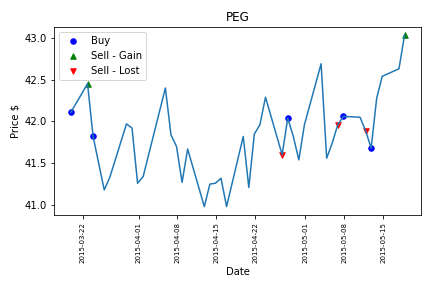 PEG
Buy
Sell - Gain
Sell - Lost
Price $
43.0
42.5
42.0
41.5
41.0
2015-03-22
2015-04-01
2015-04-08
2015-04-15
2015-04-22
2015-05-01
2015-05-08
2015-05-15
Date